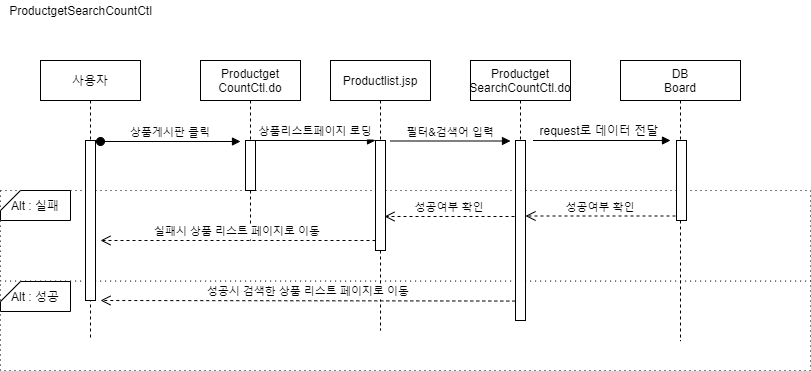 ProductgetSearchCountCtl
사용자
Productget
CountCtl.do
Productlist.jsp
Productget
SearchCountCtl.do
DB
Board
상품게시판 클릭
상품리스트페이지 로딩
필터&검색어 입력
request로 데이터 전달
Alt : 실패
성공여부 확인
성공여부 확인
실패시 상품 리스트 페이지로 이동
Alt : 성공
성공시 검색한 상품 리스트 페이지로 이동